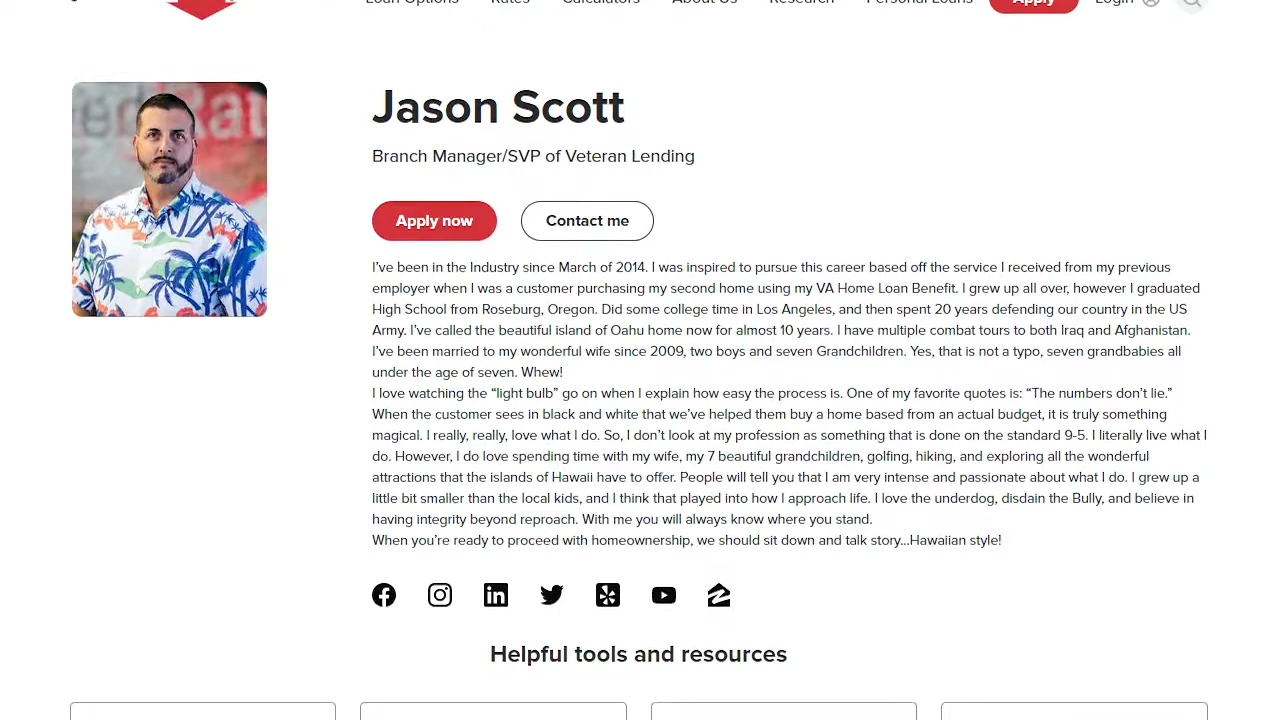 Jason Scott
Branch Manager/SVP of Veteran Lending
Apply now
Contact me
I’ve been in the Industry since March of 2014. I was inspired to pursue this career based off the service I received from my previous
employer when I was a customer purchasing my second home using my VA Home Loan Benefit. I grew up all over, however I graduated
High School from Roseburg, Oregon. Did some college time in Los Angeles, and then spent 20 years defending our country in the US
Army. I’ve called the beautiful island of Oahu home now for almost 10 years. I have multiple combat tours to both Iraq and Afghanistan.
I’ve been married to my wonderful wife since 2009, two boys and seven Grandchildren. Yes, that is not a typo, seven grandbabies all
under the age of seven. Whew!
I love watching the “light bulb” go on when I explain how easy the process is. One of my favorite quotes is: “The numbers don’t lie.”
When the customer sees in black and white that we’ve helped them buy a home based from an actual budget, it is truly something
magical. I really, really, love what I do. So, I don’t look at my profession as something that is done on the standard 9-5. I literally live what I
do. However, I do love spending time with my wife, my 7 beautiful grandchildren, golfing, hiking, and exploring all the wonderful
attractions that the islands of Hawaii have to offer. People will tell you that I am very intense and passionate about what I do. I grew up a
little bit smaller than the local kids, and I think that played into how I approach life. I love the underdog, disdain the Bully, and believe in
having integrity beyond reproach. With me you will always know where you stand.
When you’re ready to proceed with homeownership, we should sit down and talk story…Hawaiian style!
Helpful tools and resources